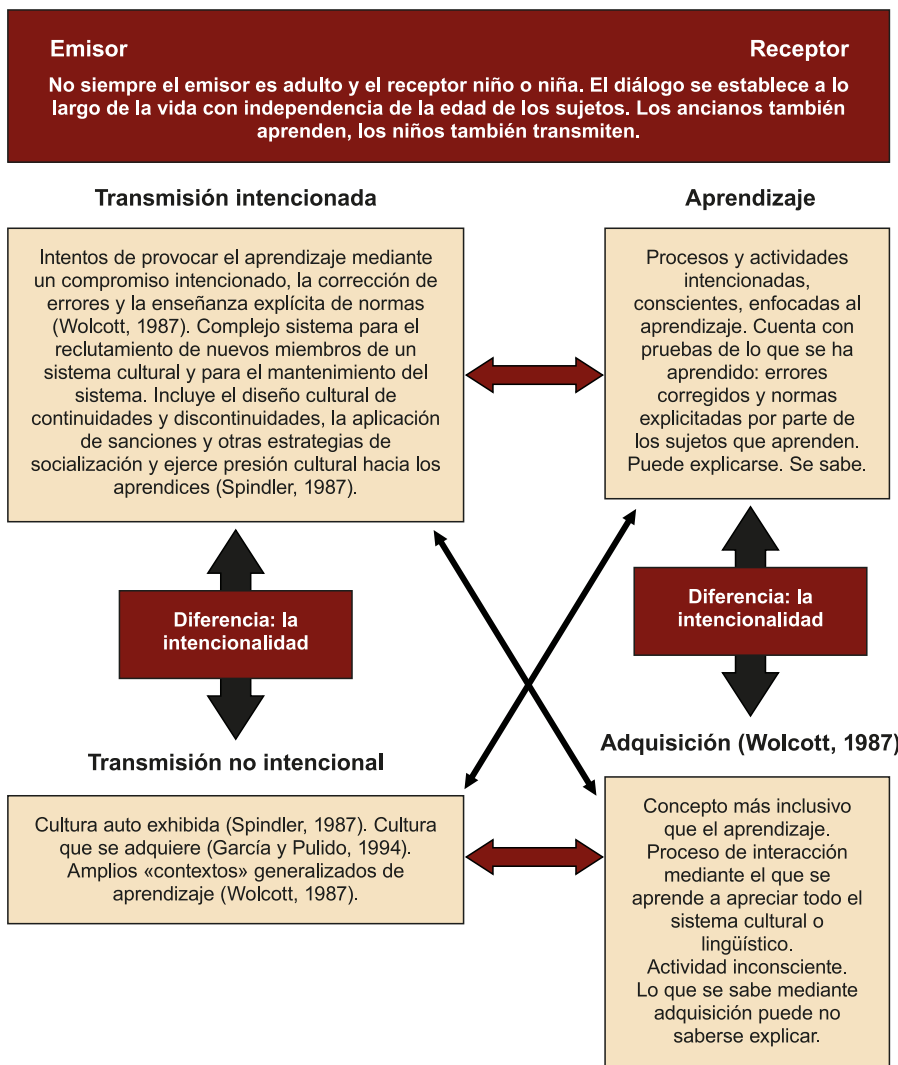 Emisor
Receptor
No siempre el emisor es adulto y el receptor niño o niña. El diálogo se establece a lo
largo de la vida con independencia de la edad de los sujetos. Los ancianos también
aprenden, los niños también transmiten.
Transmisión intencionada
Intentos de provocar el aprendizaje mediante
un compromiso intencionado, la corrección de
errores y la enseñanza explícita de normas
(Wolcott, 1987). Complejo sistema para el
reclutamiento de nuevos miembros de un
sistema cultural y para el mantenimiento del
sistema. Incluye el diseño cultural de
continuidades y discontinuidades, la aplicación
de sanciones y otras estrategias de
socialización y ejerce presión cultural hacia los
aprendices (Spindler, 1987).
Aprendizaje
Procesos y actividades
intencionadas,
conscientes, enfocadas al
aprendizaje. Cuenta con
pruebas de lo que se ha
aprendido: errores
corregidos y normas
explicitadas por parte de
los sujetos que aprenden.
Puede explicarse. Se sabe.
Diferencia: la
intencionalidad
Diferencia: la
intencionalidad
Transmisión no intencional
Cultura auto exhibida (Spindler, 1987). Cultura
que se adquiere (García y Pulido, 1994).
Amplios «contextos» generalizados de
aprendizaje (Wolcott, 1987).
Adquisición (Wolcott, 1987)
Concepto más inclusivo
que el aprendizaje.
Proceso de interacción
mediante el que se
aprende a apreciar todo el
sistema cultural o
lingüístico.
Actividad inconsciente.
Lo que se sabe mediante
adquisición puede no
saberse explicar.